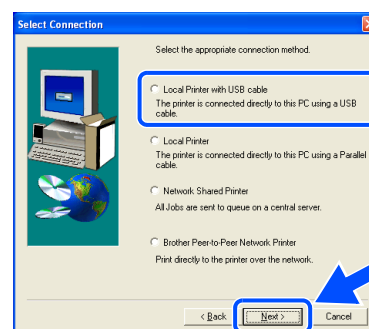 Select Connection
Select the appropriate connection method.
Local Printer with USB cable
The printer is connected directly to this PC using a USB
cable.
Local Printer
The printer is connected directly to this PC using a Parallel
cable.
Network Shared Printer
All Jobs are sent to queue on a central server.
Brother Peer-to-Peer Network Printer
Print directly to the printer over the network.
< Back Next > Cancel